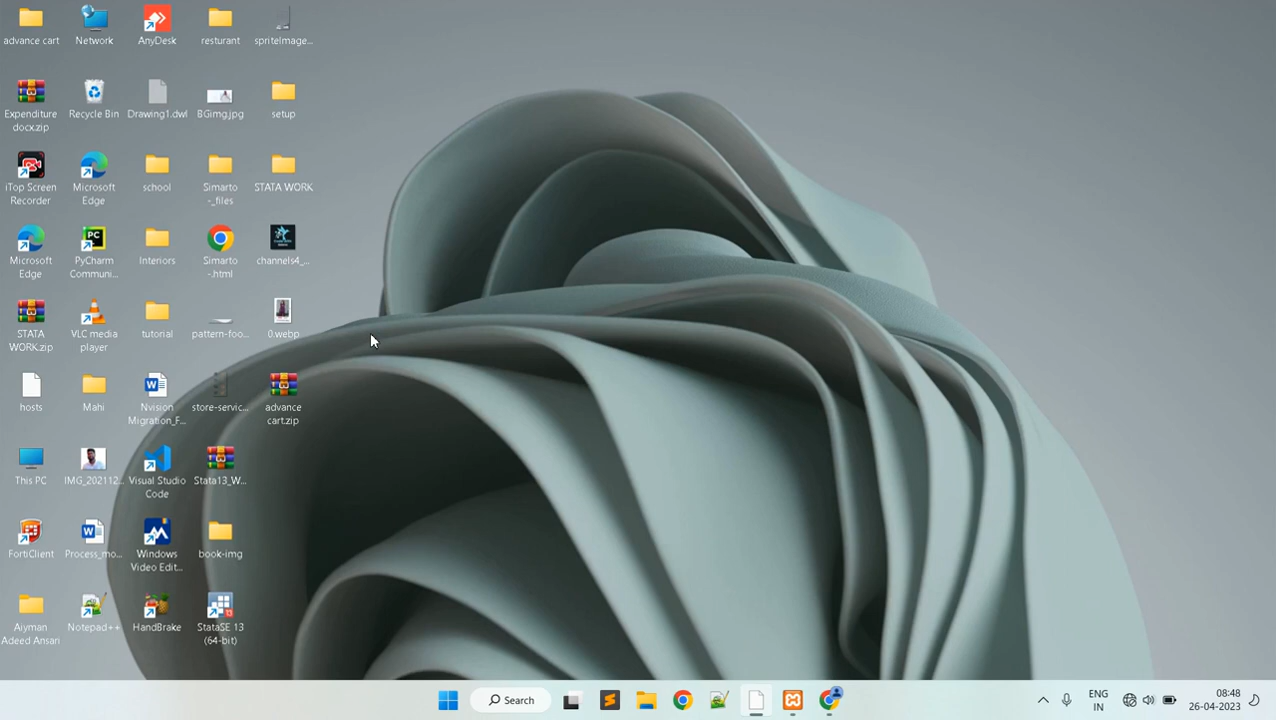 advance cart
Network
AnyDesk
resturant
spriteImage...
Expenditure
docx.zip
Recycle Bin
Drawing1.dwl
BGimg.jpg
setup
iTop Screen
Recorder
Microsoft
Edge
school
Simarto
-_files
STATA WORK
Microsoft
Edge
PyCharm
Communi...
Interiors
Simarto
-.html
channels4_...
STATA
WORK.zip
VLC media
player
tutorial
pattern-foo...
0.webp
hosts
Mahi
Nvision
Migration_F...
store-servic...
advance
cart.zip
This PC
IMG_202112...
Visual Studio
Code
Stata13_W...
FortiClient
Process_mo...
Windows
Video Edit...
book-img
Aiyman
Adeed Ansari
Notepad++
HandBrake
StataSE 13
(64-bit)
Search
ENG
IN
08:48
26-04-2023